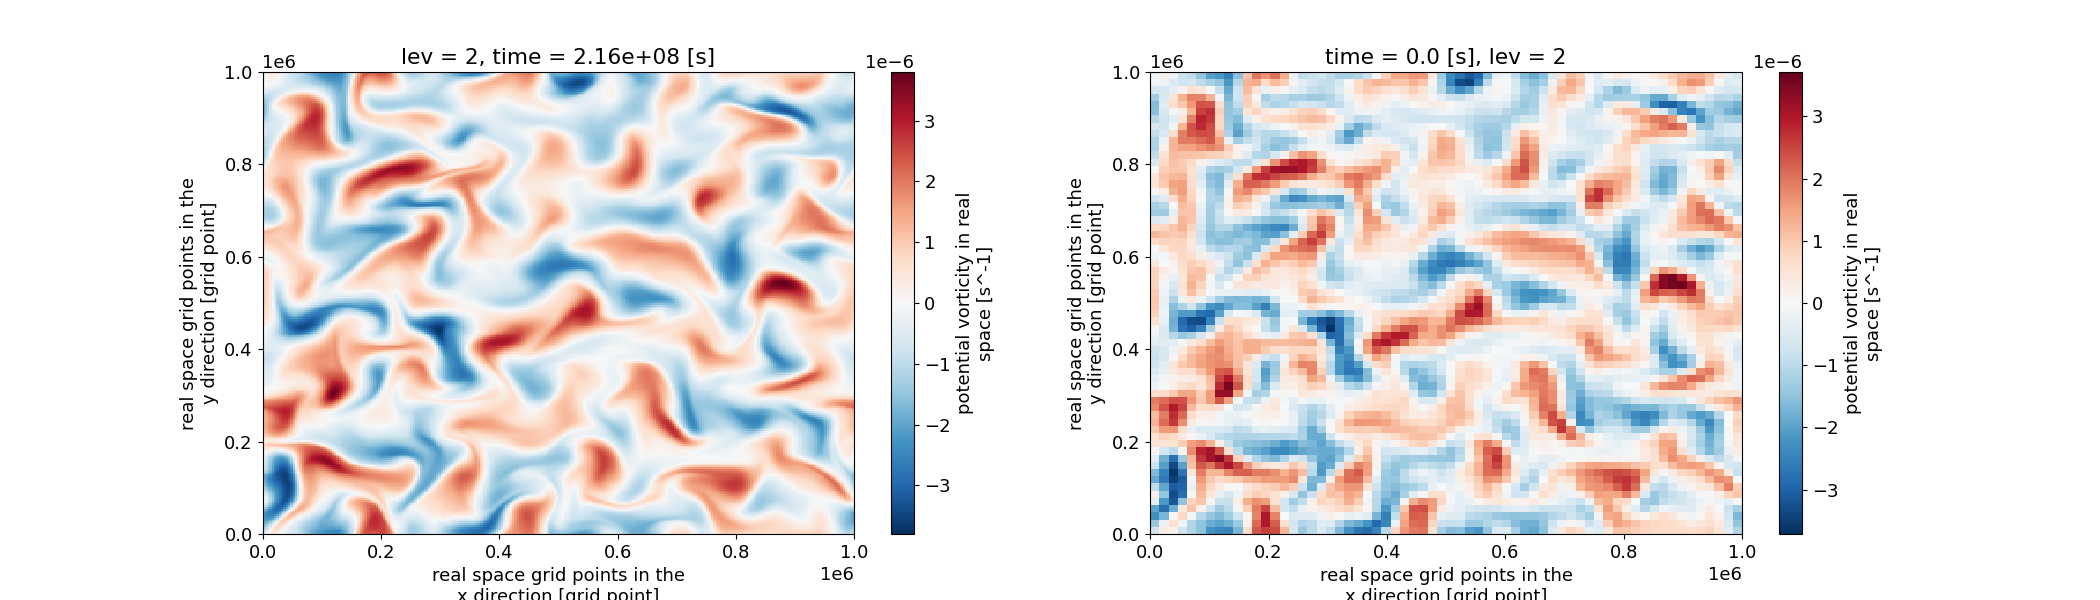 lev = 2, time = 2.16e+08 [s]
1e6
1e−6
1.0
0.8
0.6
0.4
0.2
0.0
real space grid points in the
y direction [grid point]
0.0 0.2 0.4 0.6 0.8 1.0
1e6
real space grid points in the
x direction [grid point]
3
2
1
0
−1
−2
−3
potential vorticity in real
space [s^-1]
time = 0.0 [s], lev = 2
1e6
1e−6
1.0
0.8
0.6
0.4
0.2
0.0
real space grid points in the
y direction [grid point]
0.0 0.2 0.4 0.6 0.8 1.0
1e6
real space grid points in the
x direction [grid point]
3
2
1
0
−1
−2
−3
potential vorticity in real
space [s^-1]